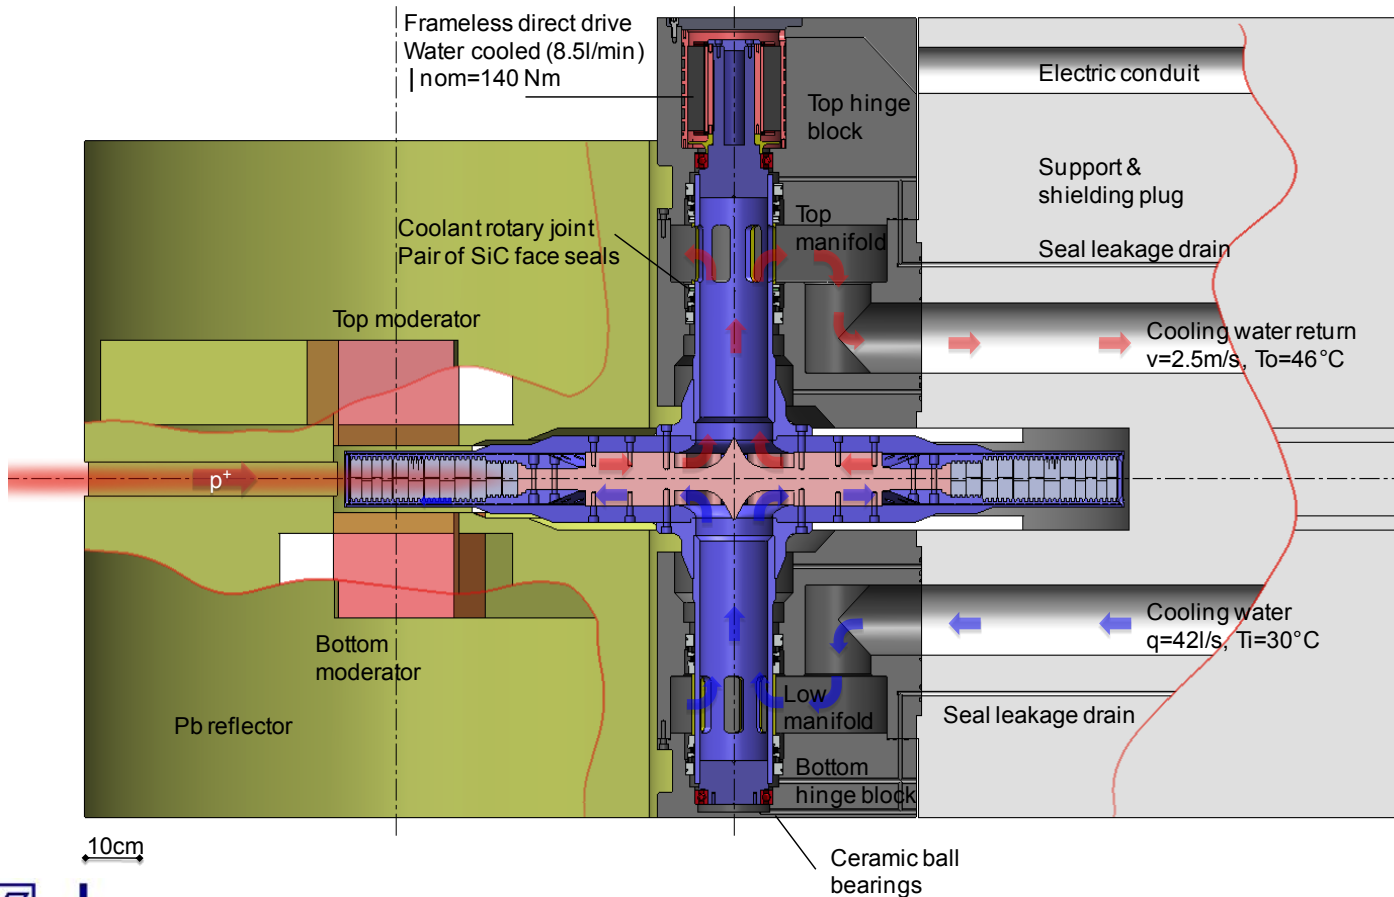 Frameless direct drive
Water cooled (8.5l/min)
| nom=140 Nm
Electric conduit
Top hinge
block
Support &
shielding plug
Top
manifold
Coolant rotary joint
Pair of SiC face seals
Seal leakage drain
Top moderator
Cooling water return
v=2.5m/s, To=46°C
p+
Cooling water
q=42l/s, Ti=30°C
Bottom
moderator
Low
manifold
Seal leakage drain
Pb reflector
Bottom
hinge block
10cm
Ceramic ball
bearings